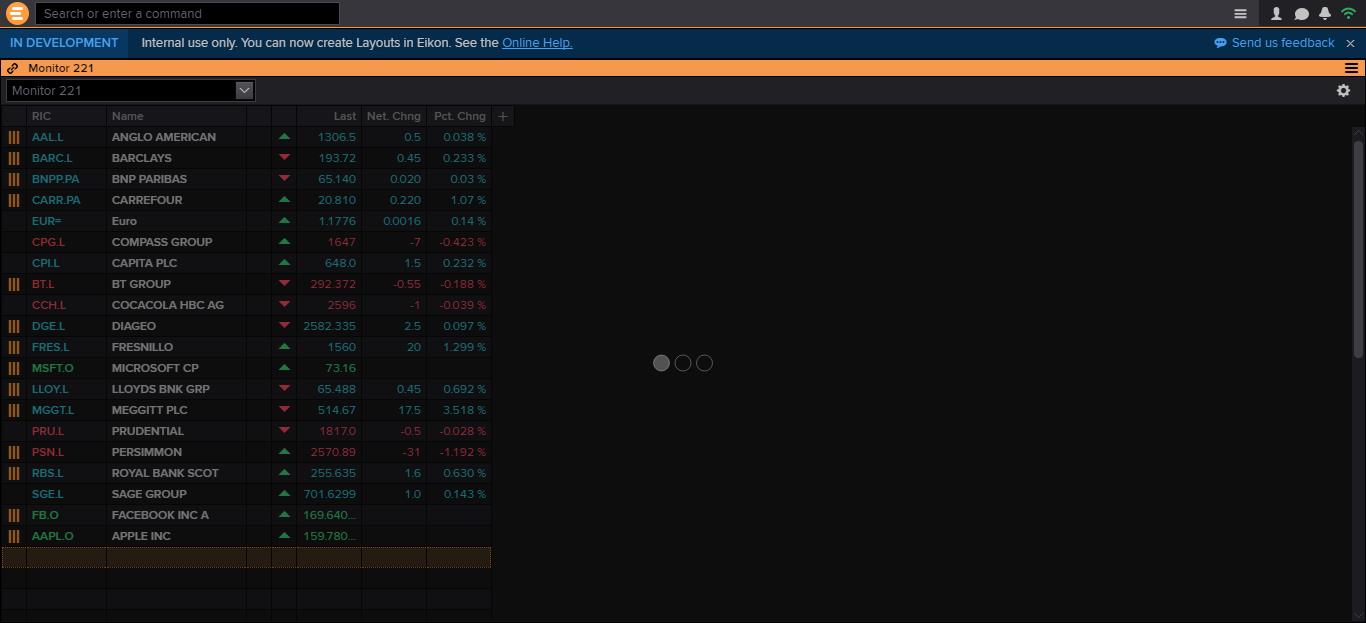 Search or enter a command
IN DEVELOPMENT Internal use only. You can now create Layouts in Eikon. See the Online Help. Send us feedback
Monitor 221
Monitor 221
RIC Name Last Net. Chng Pct. Chng +
AAL.L ANGLO AMERICAN 1306.5 0.5 0.038 %
BARC.L BARCLAYS 193.72 0.45 0.233 %
BNPP.PA BNP PARIBAS 65.140 0.020 0.03 %
CARR.PA CARREFOUR 20.810 0.220 1.07 %
EUR= Euro 1.1776 0.0016 0.14 %
CPG.L COMPASS GROUP 1647 -7 -0.423 %
CPI.L CAPITA PLC 648.0 1.5 0.232 %
BT.L BT GROUP 292.372 -0.55 -0.188 %
CCH.L COCACOLA HBC AG 2596 -1 -0.039 %
DGE.L DIAGEO 2582.335 2.5 0.097 %
FRES.L FRESNILLO 1560 20 1.299 %
MSFT.O MICROSOFT CP 73.16
LLOY.L LLOYDS BNK GRP 65.488 0.45 0.692 %
MGGT.L MEGGITT PLC 514.67 17.5 3.518 %
PRU.L PRUDENTIAL 1817.0 -0.5 -0.028 %
PSN.L PERSIMMON 2570.89 -31 -1.192 %
RBS.L ROYAL BANK SCOT 255.635 1.6 0.630 %
SGE.L SAGE GROUP 701.6299 1.0 0.143 %
FB.O FACEBOOK INC A 169.640...
AAPL.O APPLE INC 159.780...